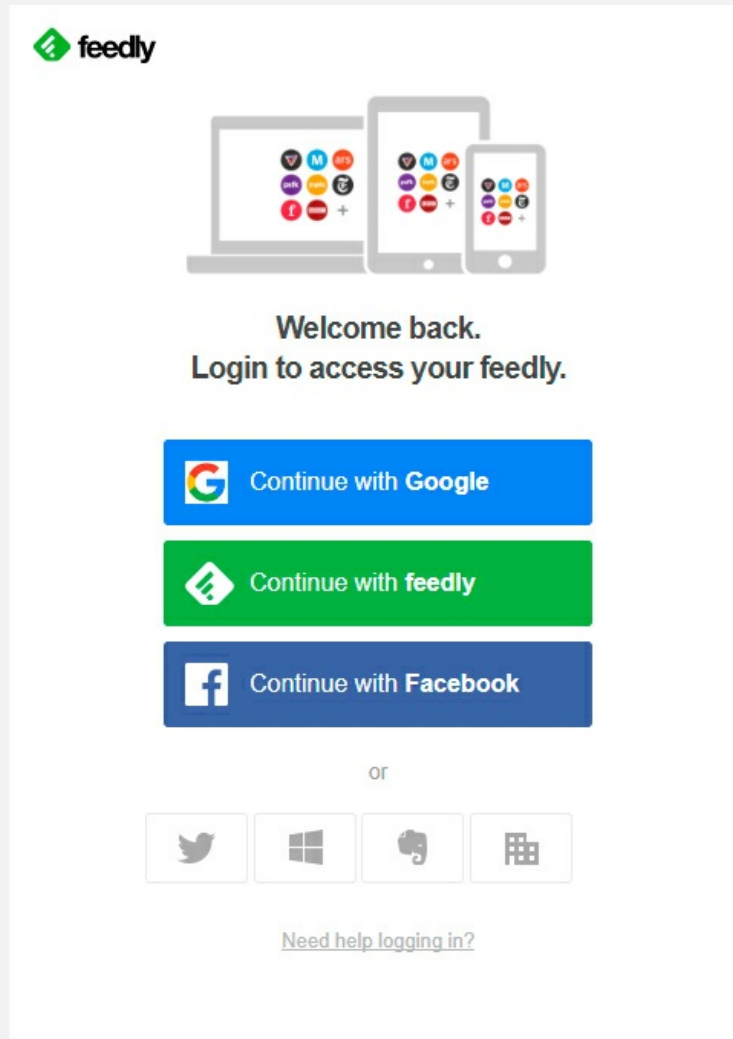 feedly
M ars
Welcome back.
Login to access your feedly.
Continue with Google
Continue with feedly
Continue with Facebook
or
Need help logging in?